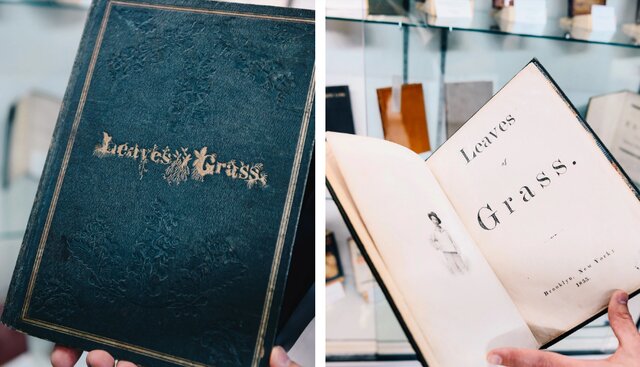 Leaves of Grass.
Leaves
of
Grass.
Brooklyn, New York:
1855.